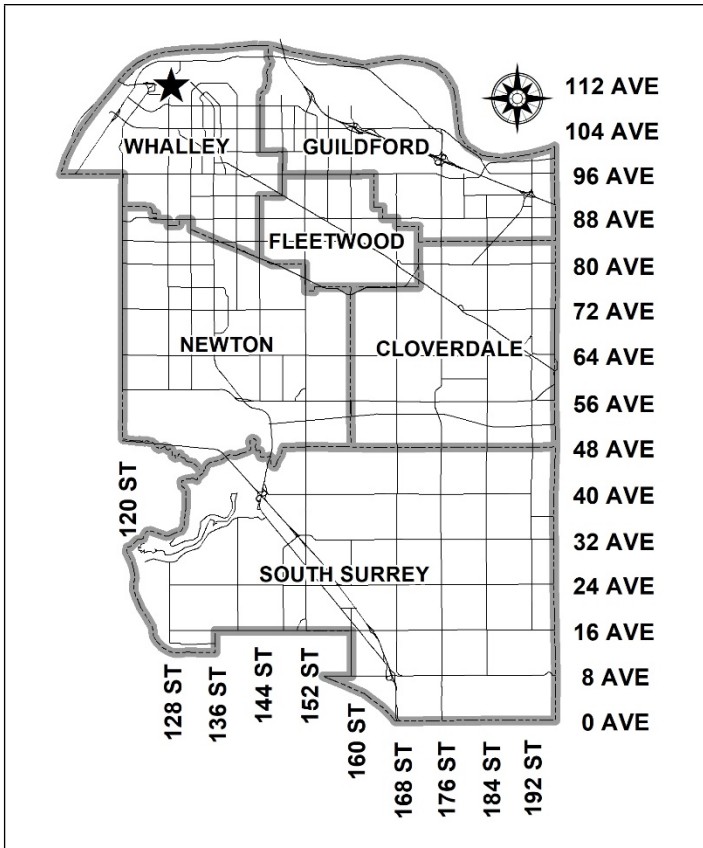 112 AVE
104 AVE
WHALLEY
GUILDFORD
96 AVE
88 AVE
FLEETWOOD
80 AVE
72 AVE
NEWTON
CLOVERDALE
64 AVE
56 AVE
48 AVE
120 ST
40 AVE
32 AVE
SOUTH SURREY
24 AVE
16 AVE
8 AVE
128 ST
136 ST
144 ST
152 ST
160 ST
0 AVE
168 ST
176 ST
184 ST
192 ST